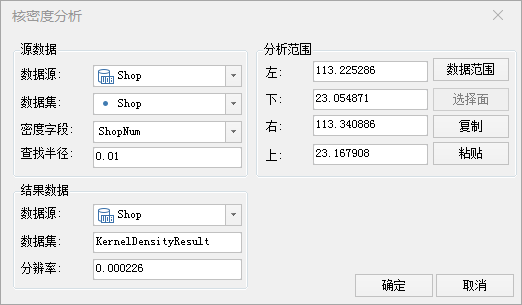 核密度分析
源数据
数据源: Shop
数据集: Shop
密度字段: ShopNum
查找半径: 0.01
分析范围
左: 113.225286 数据范围
下: 23.054871 选择面
右: 113.340886 复制
上: 23.167908 粘贴
结果数据
数据源: Shop
数据集: KernelDensityResult
分辨率: 0.000226
确定 取消